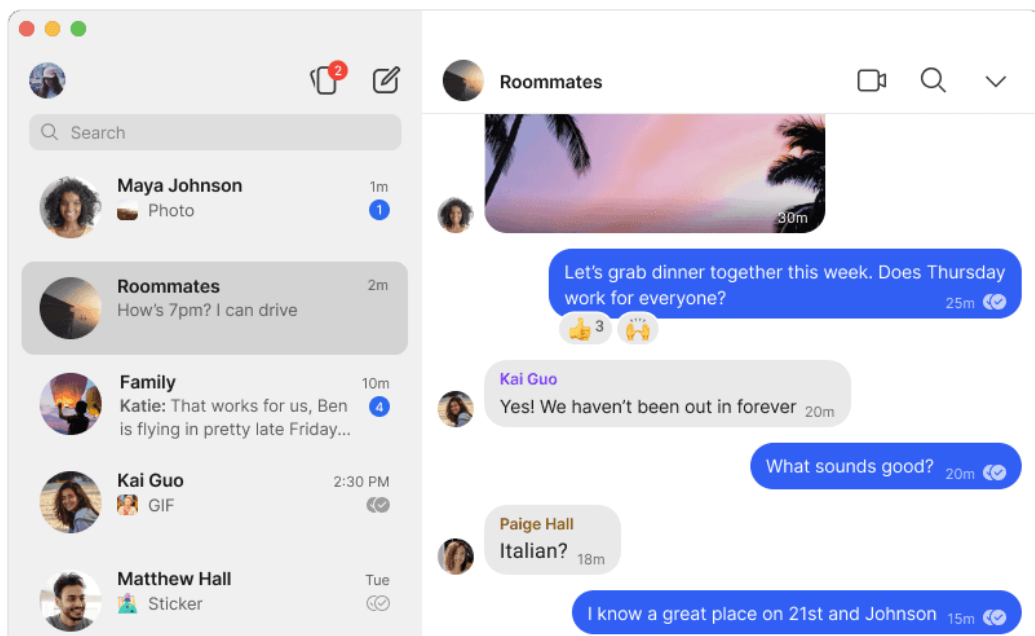 2
Search
Maya Johnson
1m
Photo
1
Roommates
2m
How's 7pm? I can drive
Family
10m
Katie: That works for us, Ben
4
is flying in pretty late Friday...
Kai Guo
2:30 PM
GIF
Matthew Hall
Tue
Sticker
Roommates
30m
Let's grab dinner together this week. Does Thursday
work for everyone?
25m
3
Kai Guo
Yes! We haven't been out in forever 20m
What sounds good? 20m
Paige Hall
Italian? 18m
I know a great place on 21st and Johnson 15m